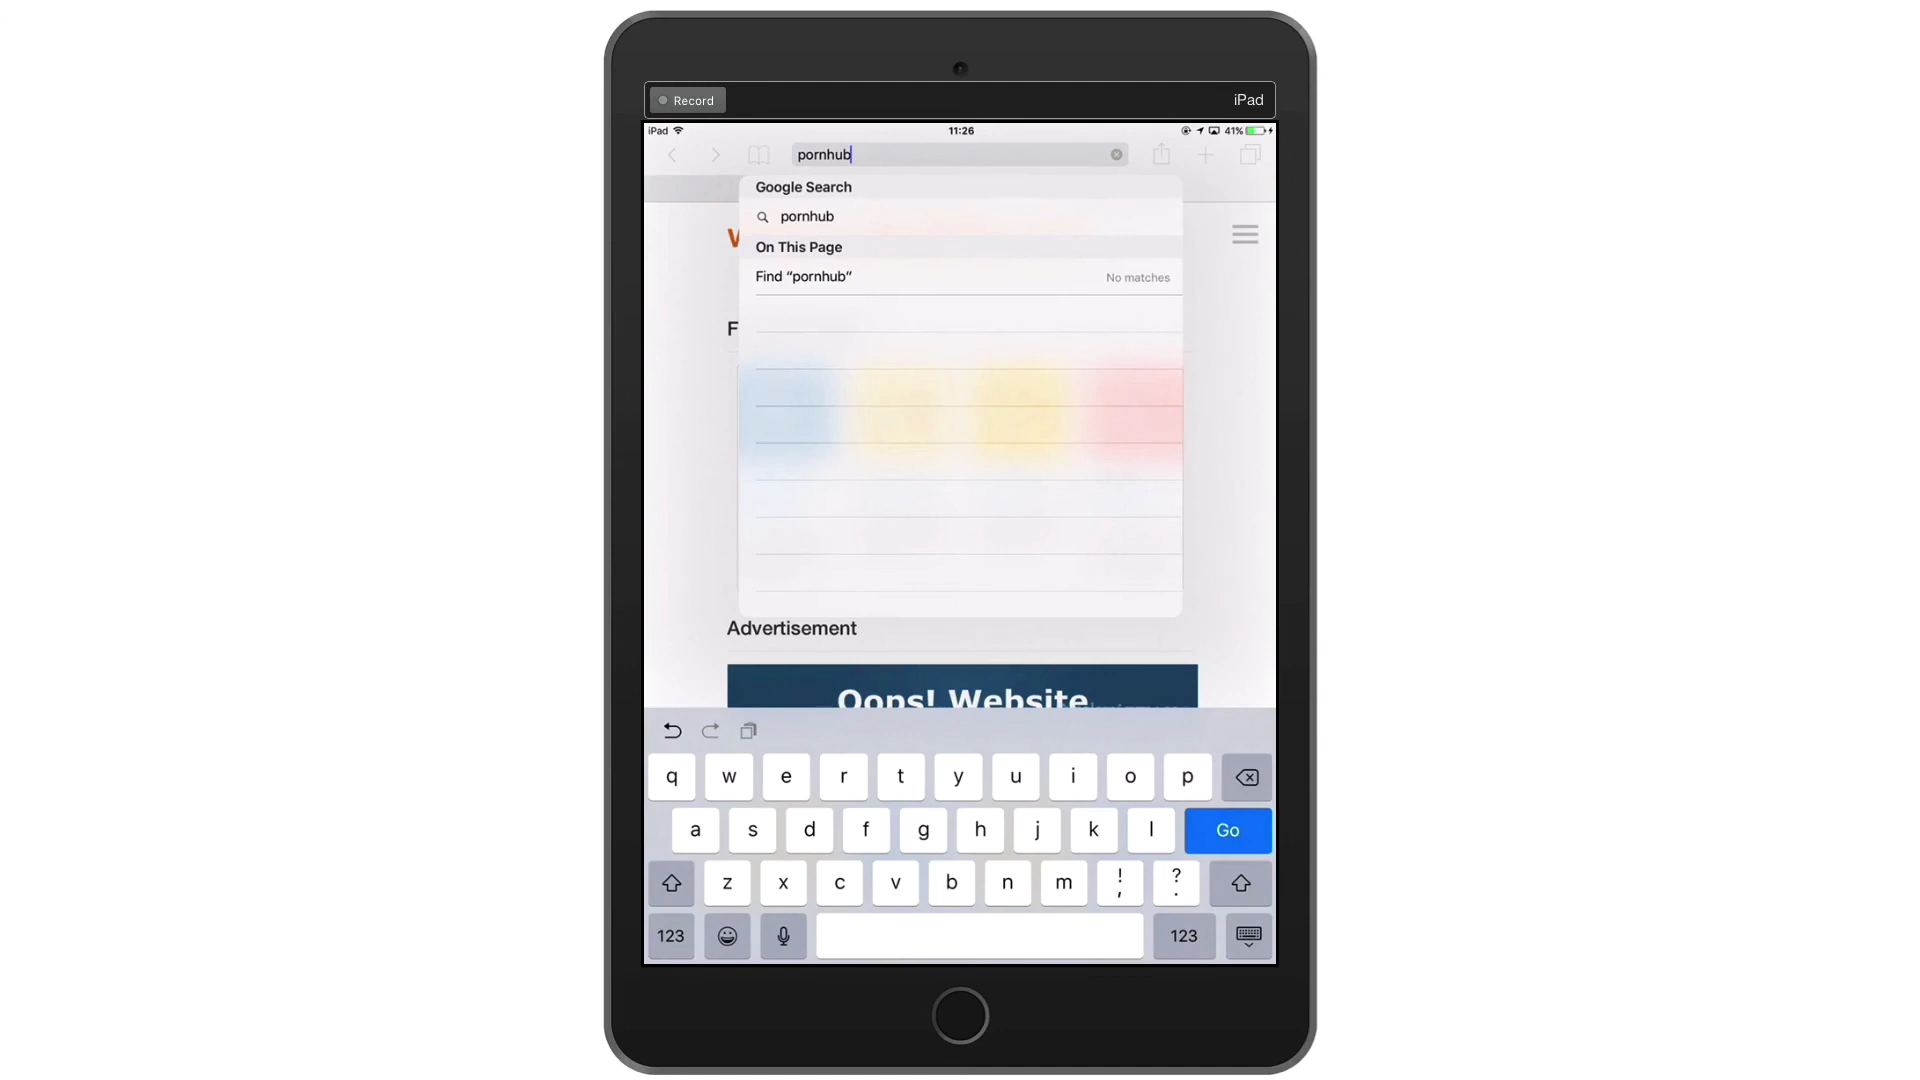 Record
iPad
iPad
11:26
41%
pornhub
Google Search
pornhub
On This Page
Find “pornhub”
No matches
F
Advertisement
Oops! Website
q w e r t y u i o p
a s d f g h j k l Go
z x c v b n m ! , ? .
123 123